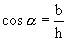 cos α = b/h